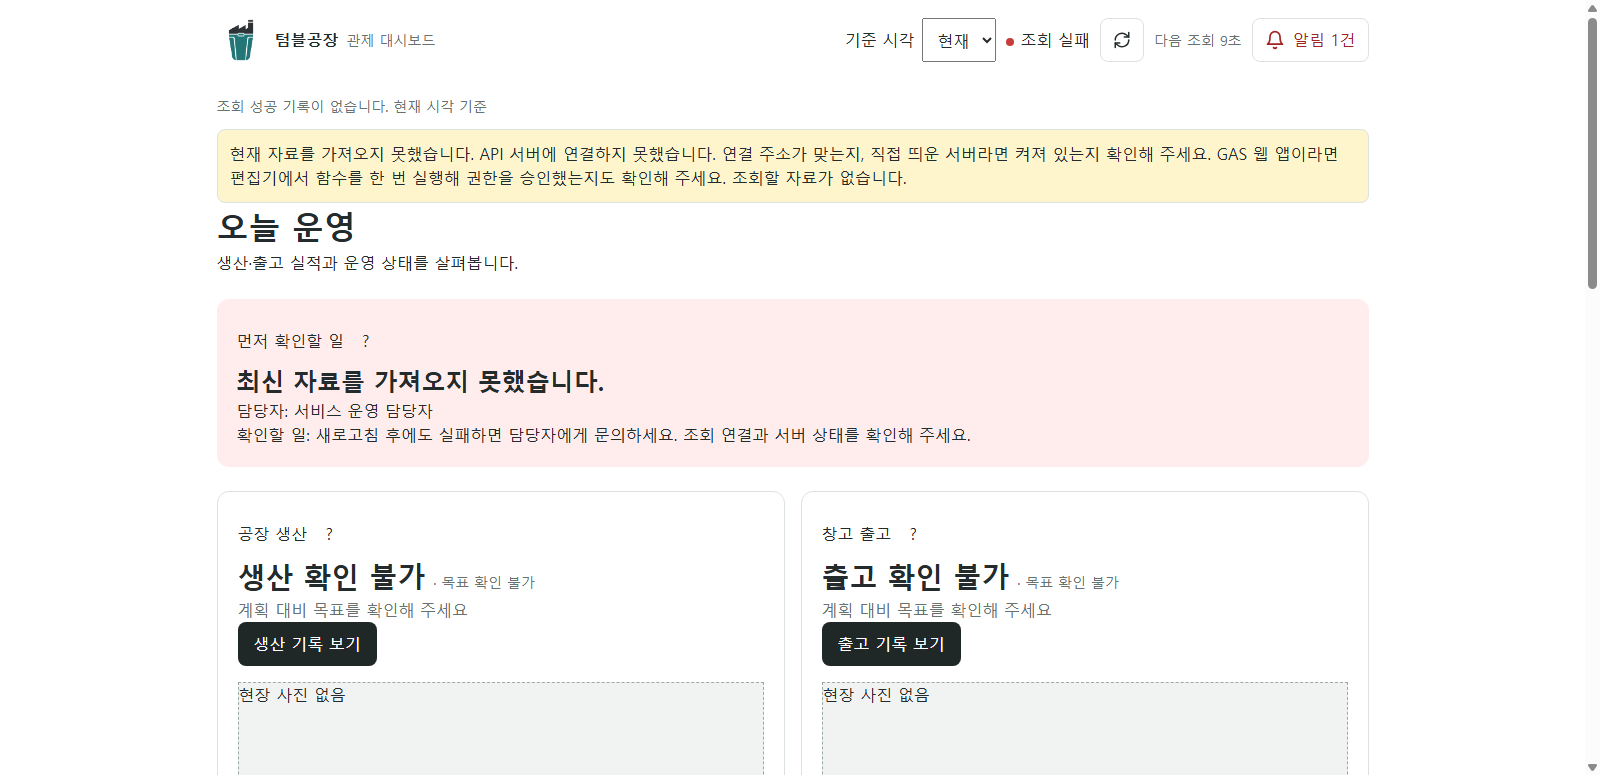 텀블공장 관제 대시보드
기준 시각 현재 조회 실패 다음 조회 9초 알림 1건
조회 성공 기록이 없습니다. 현재 시각 기준
현재 자료를 가져오지 못했습니다. API 서버에 연결하지 못했습니다. 연결 주소가 맞는지, 직접 띄운 서버라면 켜져 있는지 확인해 주세요. GAS 웹 앱이라면
편집기에서 함수를 한 번 실행해 권한을 승인했는지도 확인해 주세요. 조회할 자료가 없습니다.
오늘 운영
생산·출고 실적과 운영 상태를 살펴봅니다.
먼저 확인할 일 ?
최신 자료를 가져오지 못했습니다.
담당자: 서비스 운영 담당자
확인할 일: 새로고침 후에도 실패하면 담당자에게 문의하세요. 조회 연결과 서버 상태를 확인해 주세요.
공장 생산 ?
생산 확인 불가 · 목표 확인 불가
계획 대비 목표를 확인해 주세요
생산 기록 보기
현장 사진 없음
창고 출고 ?
출고 확인 불가 · 목표 확인 불가
계획 대비 목표를 확인해 주세요
출고 기록 보기
현장 사진 없음